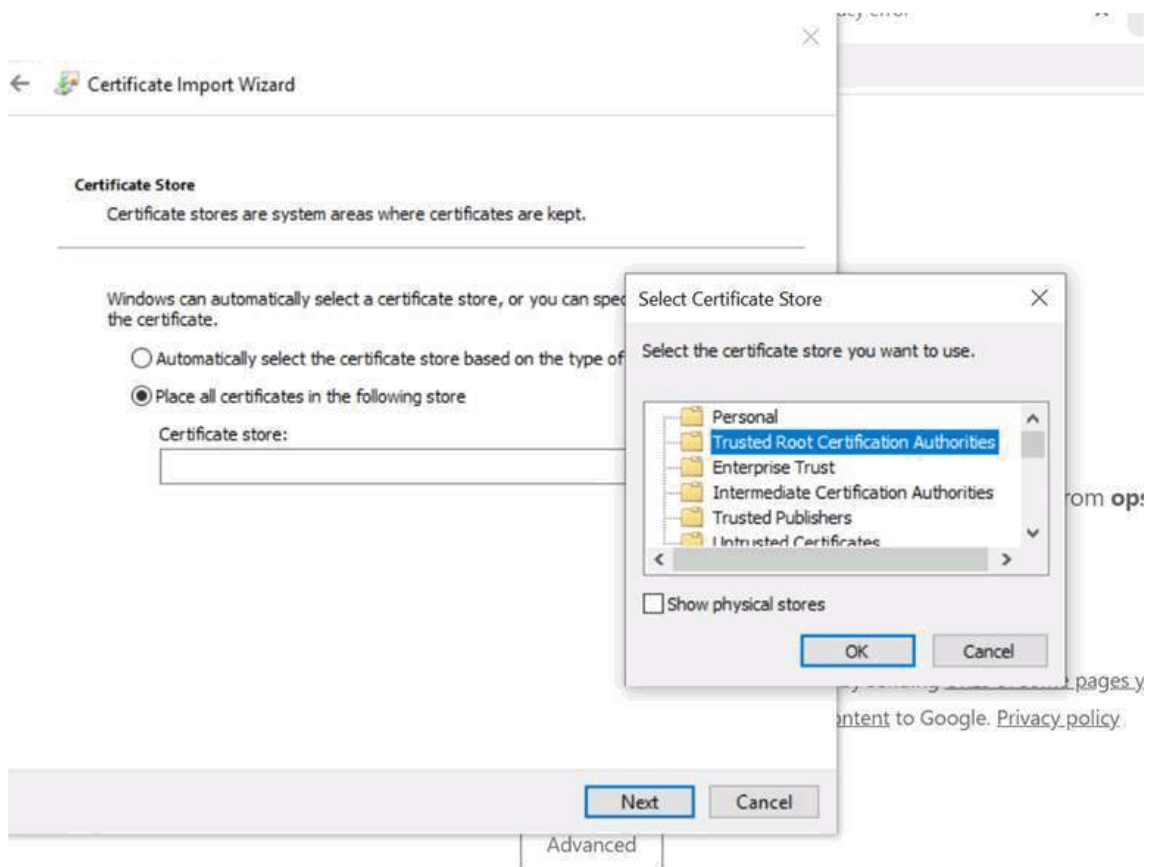 Certificate Import Wizard
Certificate Store
Certificate stores are system areas where certificates are kept.
Windows can automatically select a certificate store, or you can spec
the certificate.
Automatically select the certificate store based on the type of
Place all certificates in the following store
Certificate store:
Next
Cancel
Select Certificate Store
Select the certificate store you want to use.
Personal
Trusted Root Certification Authorities
Enterprise Trust
Intermediate Certification Authorities
Trusted Publishers
Untrusted Certificates
Show physical stores
OK
Cancel
error
rom ops
pages y
ontent to Google. Privacy policy
Advanced